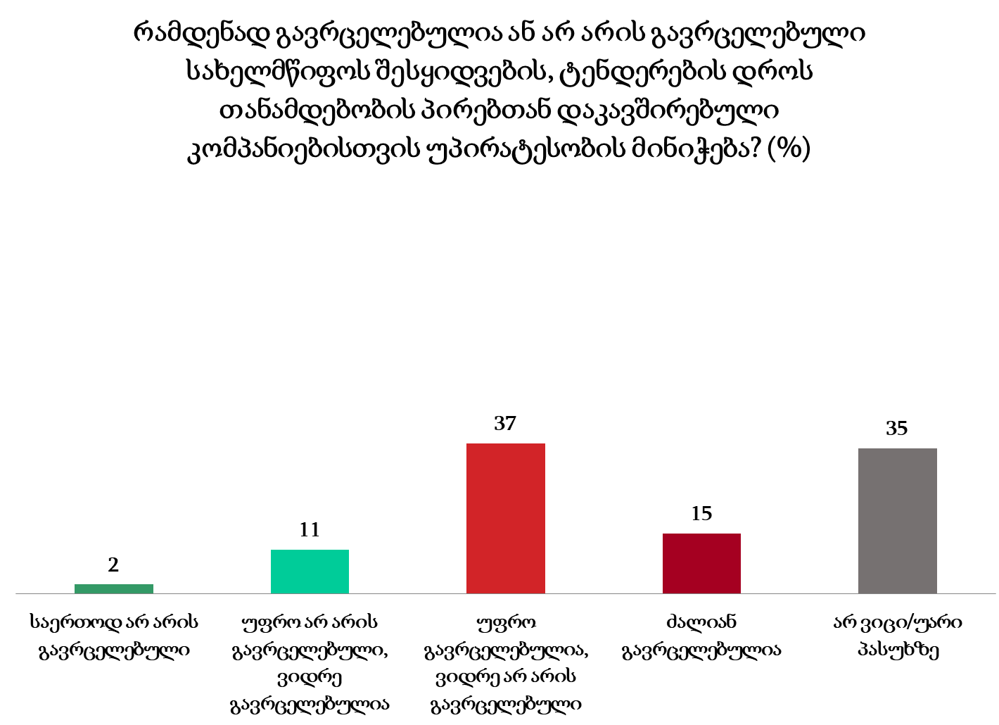 რამდენად გავრცელებულია ან არ არის გავრცელებული
სახელმწიფოს შესყიდვების, ტენდერების დროს
თანამდებობის პირებთან დაკავშირებული
კომპანიებისთვის უპირატესობის მინიჭება? (%)
37
35
15
11
2
საერთოდ არ არის
გავრცელებული
უფრო არ არის
გავრცელებული,
ვიდრე
გავრცელებულია
უფრო
გავრცელებულია,
ვიდრე არ არის
გავრცელებული
ძალიან
გავრცელებულია
არ ვიცი/უარი
პასუხზე